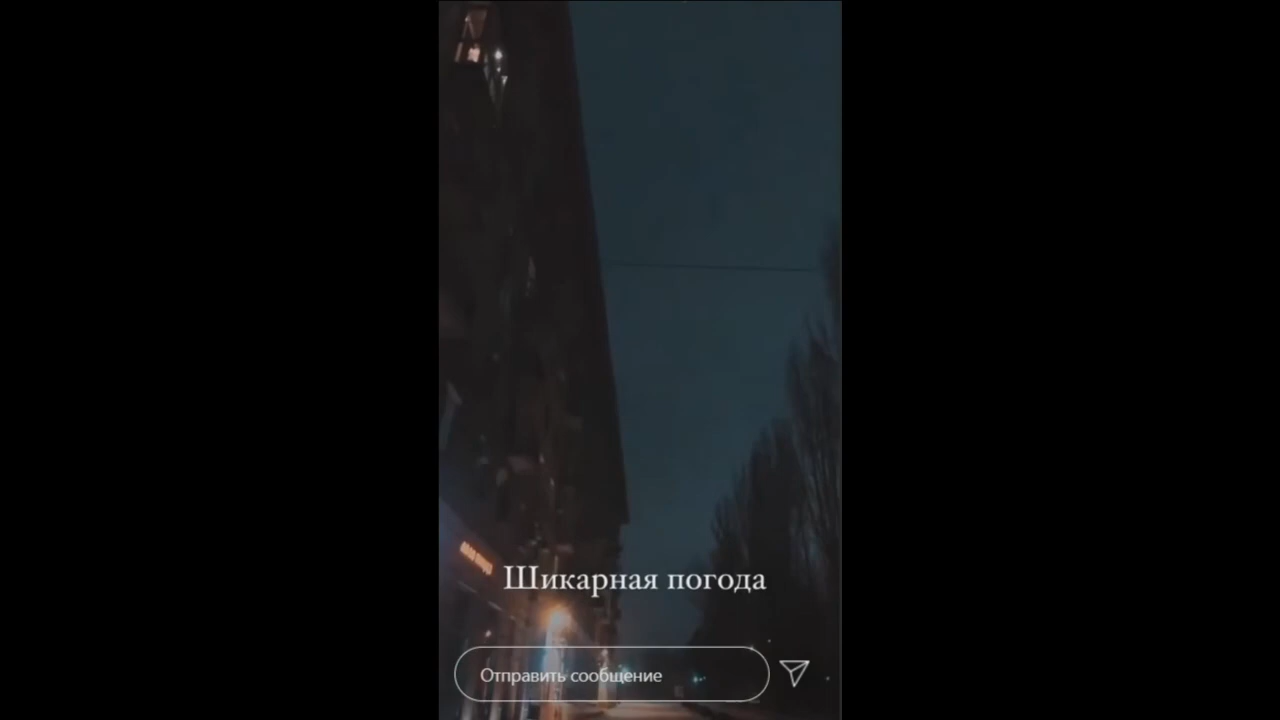 Шикарная погода
Отправить сообщение